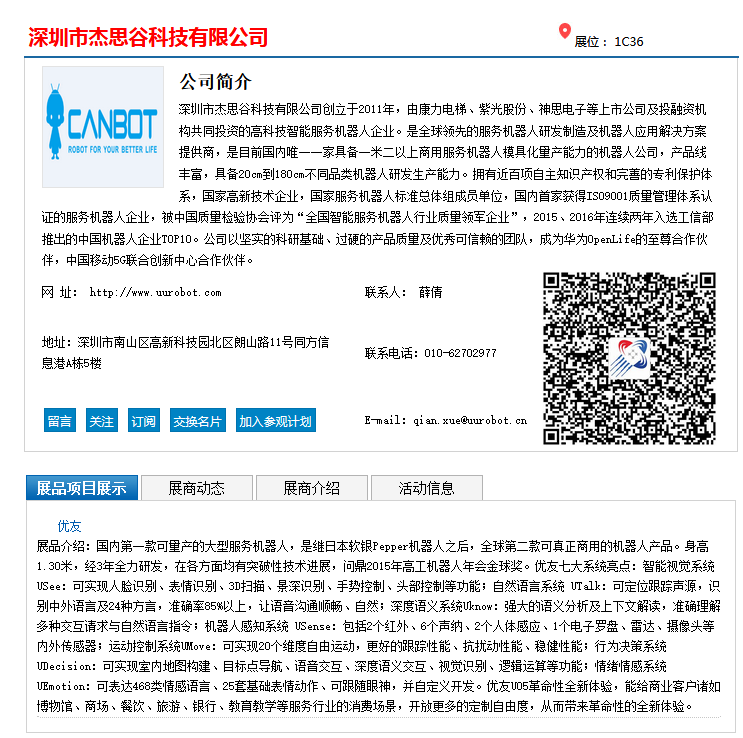 深圳市杰思谷科技有限公司
展位： 1C36
公司简介
CANBOT
ROBOT FOR YOUR BETTER LIFE
深圳市杰思谷科技有限公司创立于2011年，由康力电梯、紫光股份、神思电子等上市公司及投融资机
构共同投资的高科技智能服务机器人企业。是全球领先的服务机器人研发制造及机器人应用解决方案
提供商，是目前国内唯一一家具备一米二以上商用服务机器人模具化量产能力的机器人公司，产品线
丰富，具备20cm到180cm不同品类机器人研发生产能力。拥有近百项自主知识产权和完善的专利保护体
系，国家高新技术企业，国家服务机器人标准总体组成员单位，国内首家获得ISO9001质量管理体系认
证的服务机器人企业，被中国质量检验协会评为“全国智能服务机器人行业质量领军企业”，2015、2016年连续两年入选工信部
推出的中国机器人企业TOP10。公司以坚实的科研基础、过硬的产品质量及优秀可信赖的团队，成为华为OpenLife的至尊合作伙
伴，中国移动5G联合创新中心合作伙伴。
网 址： http://www.uurobot.com
联系人： 薛倩
地址：深圳市南山区高新科技园北区朗山路11号同方信
息港A栋5楼
联系电话：010-62702977
留言 关注 订阅 交换名片 加入参观计划
E-mail：qian.xue@uurobot.cn
展品项目展示 展商动态 展商介绍 活动信息
优友
展品介绍：国内第一款可量产的大型服务机器人，是继日本软银Pepper机器人之后，全球第二款可真正商用的机器人产品。身高
1.30米，经3年全力研发，在各方面均有突破性技术进展，问鼎2015年高工机器人年会金球奖。优友七大系统亮点：智能视觉系统
USee：可实现人脸识别、表情识别、3D扫描、景深识别、手势控制、头部控制等功能；自然语言系统 UTalk：可定位跟踪声源，识
别中外语言及24种方言，准确率85%以上，让语音沟通顺畅、自然；深度语义系统Uknow：强大的语义分析及上下文解读，准确理解
多种交互请求与自然语言指令；机器人感知系统 USense：包括2个红外、6个声纳、2个人体感应、1个电子罗盘、雷达、摄像头等
内外传感器；运动控制系统UMove：可实现20个维度自由运动，更好的跟踪性能、抗扰动性能、稳健性能；行为决策系统
UDecision：可实现室内地图构建、目标点导航、语音交互、深度语义交互、视觉识别、逻辑运算等功能；情绪情感系统
UEmotion：可表达468类情感语言、25套基础表情动作、可跟随眼神，并自定义开发。优友U05革命性全新体验，能给商业客户诸如
博物馆、商场、餐饮、旅游、银行、教育教学等服务行业的消费场景，开放更多的定制自由度，从而带来革命性的全新体验。